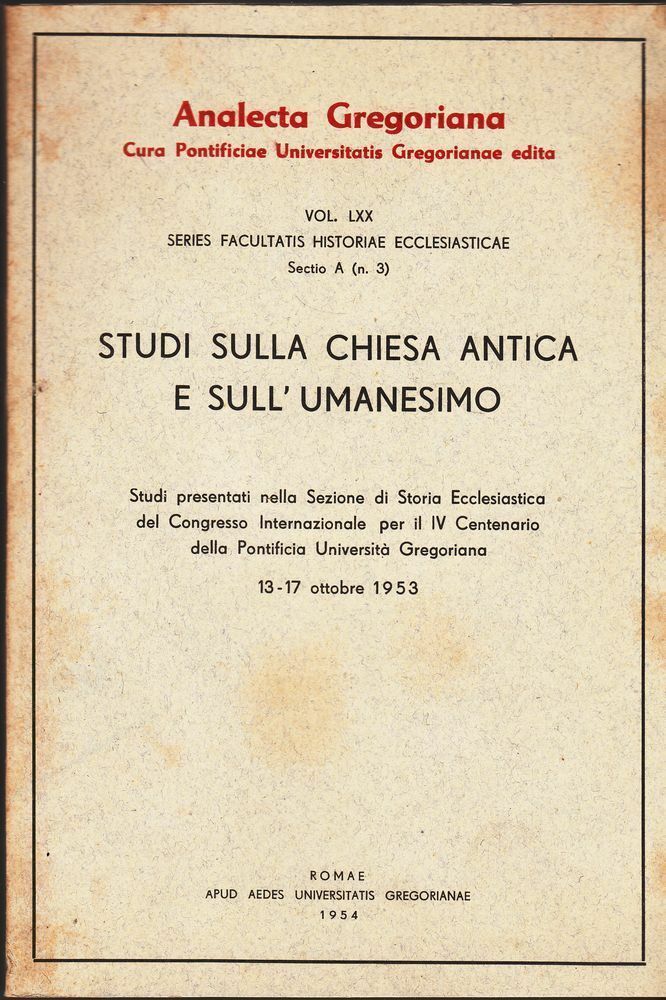 Analecta Gregoriana
Cura Pontificiae Universitatis Gregorianae edita
VOL. LXX
SERIES FACULTATIS HISTORIAE ECCLESIASTICAE
Sectio A (n. 3)
STUDI SULLA CHIESA ANTICA
E SULL' UMANESIMO
Studi presentati nella Sezione di Storia Ecclesiastica
del Congresso Internazionale per il IV Centenario
della Pontificia Università Gregoriana
13-17 ottobre 1953
ROMAE
APUD AEDES UNIVERSITATIS GREGORIANAE
1954